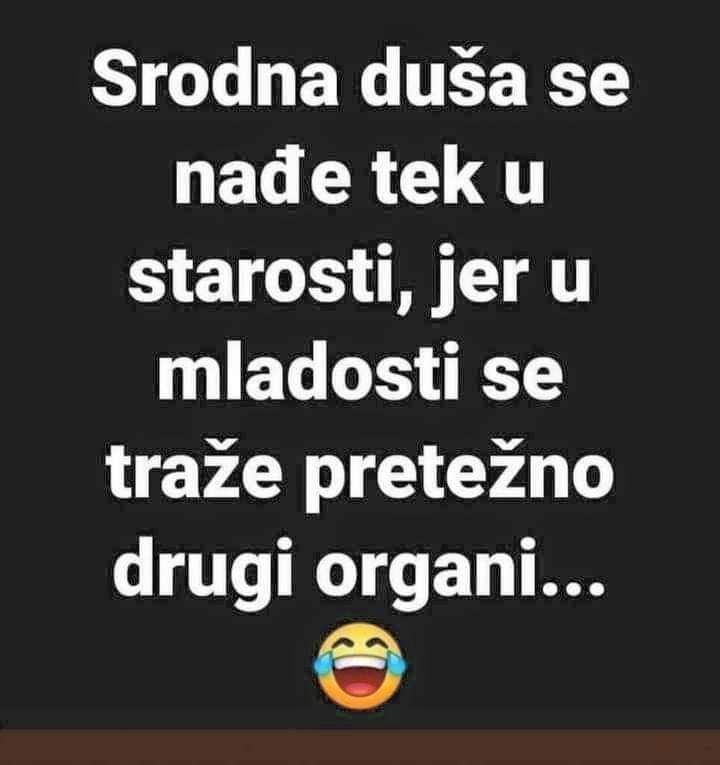 Srodna duša se
nađe tek u
starosti, jer u
mladosti se
traže pretežno
drugi organi...
😂